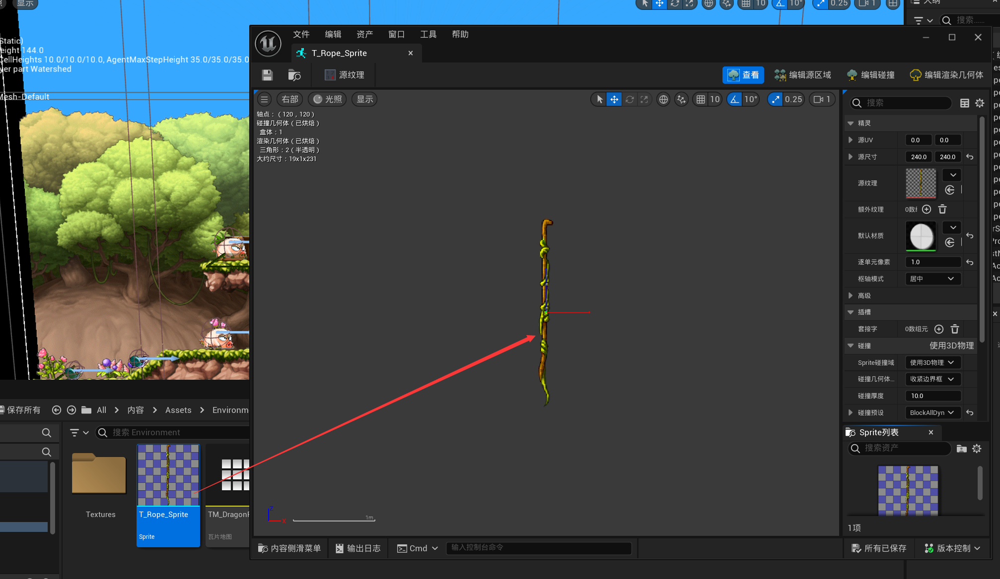 显示
10
10°
0.25
1
大纲
搜索......
Static)
eight 144.0
CellHeights 10.0/10.0/10.0, AgentMaxStepHeight 35.0/35.0/35.0
yer part Watershed
Mesh-Default
文件
编辑
资产
窗口
工具
帮助
T_Rope_Sprite
源纹理
查看
编辑源区域
编辑碰撞
编辑渲染几何体
右部
光照
显示
10
10°
0.25
1
轴点：（120，120）
碰撞几何体（已烘焙）
盒体：1
渲染几何体（已烘焙）
三角形：2（半透明）
大约尺寸：19x1x231
搜索
精灵
源UV
0.0
0.0
源尺寸
240.0
240.0
源纹理
额外纹理
0数组
默认材质
逐单元像素
1.0
枢轴模式
居中
高级
插槽
套接字
0数组元
碰撞
使用3D物理
Sprite碰撞域
使用3D物理
碰撞几何体...
收紧边界框
碰撞厚度
10.0
碰撞预设
BlockAllDyn
Sprite列表
搜索资产
1项
保存所有
All
内容
Assets
Environm
搜索 Environment
Textures
T_Rope_Sprite
Sprite
TM_DragonF
瓦片地图
Z
X
1m
内容侧滑菜单
输出日志
Cmd
输入控制台命令
所有已保存
版本控制